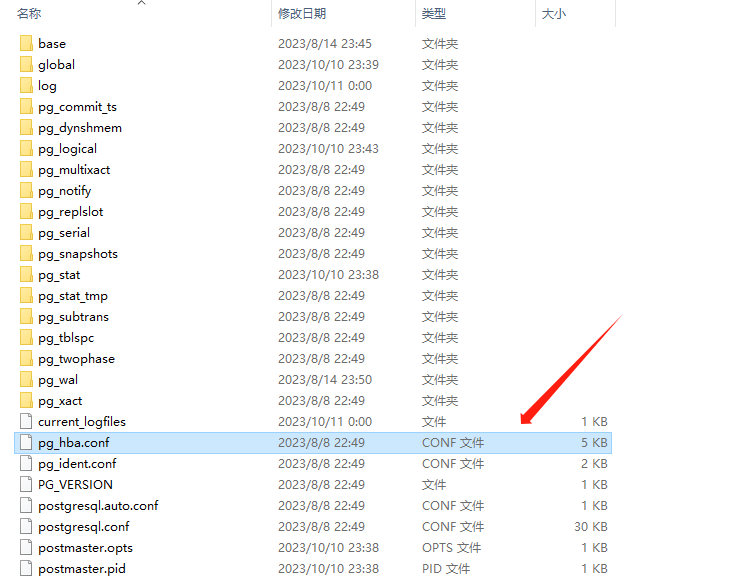 名称 修改日期 类型 大小
base 2023/8/14 23:45 文件夹
global 2023/10/10 23:39 文件夹
log 2023/10/11 0:00 文件夹
pg_commit_ts 2023/8/8 22:49 文件夹
pg_dynshmem 2023/8/8 22:49 文件夹
pg_logical 2023/10/10 23:43 文件夹
pg_multixact 2023/8/8 22:49 文件夹
pg_notify 2023/8/8 22:49 文件夹
pg_replslot 2023/8/8 22:49 文件夹
pg_serial 2023/8/8 22:49 文件夹
pg_snapshots 2023/8/8 22:49 文件夹
pg_stat 2023/10/10 23:38 文件夹
pg_stat_tmp 2023/8/8 22:49 文件夹
pg_subtrans 2023/8/8 22:49 文件夹
pg_tblspc 2023/8/8 22:49 文件夹
pg_twophase 2023/8/8 22:49 文件夹
pg_wal 2023/8/14 23:50 文件夹
pg_xact 2023/8/8 22:49 文件夹
current_logfiles 2023/10/11 0:00 文件 1 KB
pg_hba.conf 2023/8/8 22:49 CONF 文件 5 KB
pg_ident.conf 2023/8/8 22:49 CONF 文件 2 KB
PG_VERSION 2023/8/8 22:49 文件 1 KB
postgresql.auto.conf 2023/8/8 22:49 CONF 文件 1 KB
postgresql.conf 2023/8/8 22:49 CONF 文件 30 KB
postmaster.opts 2023/10/10 23:38 OPTS 文件 1 KB
postmaster.pid 2023/10/10 23:38 PID 文件 1 KB